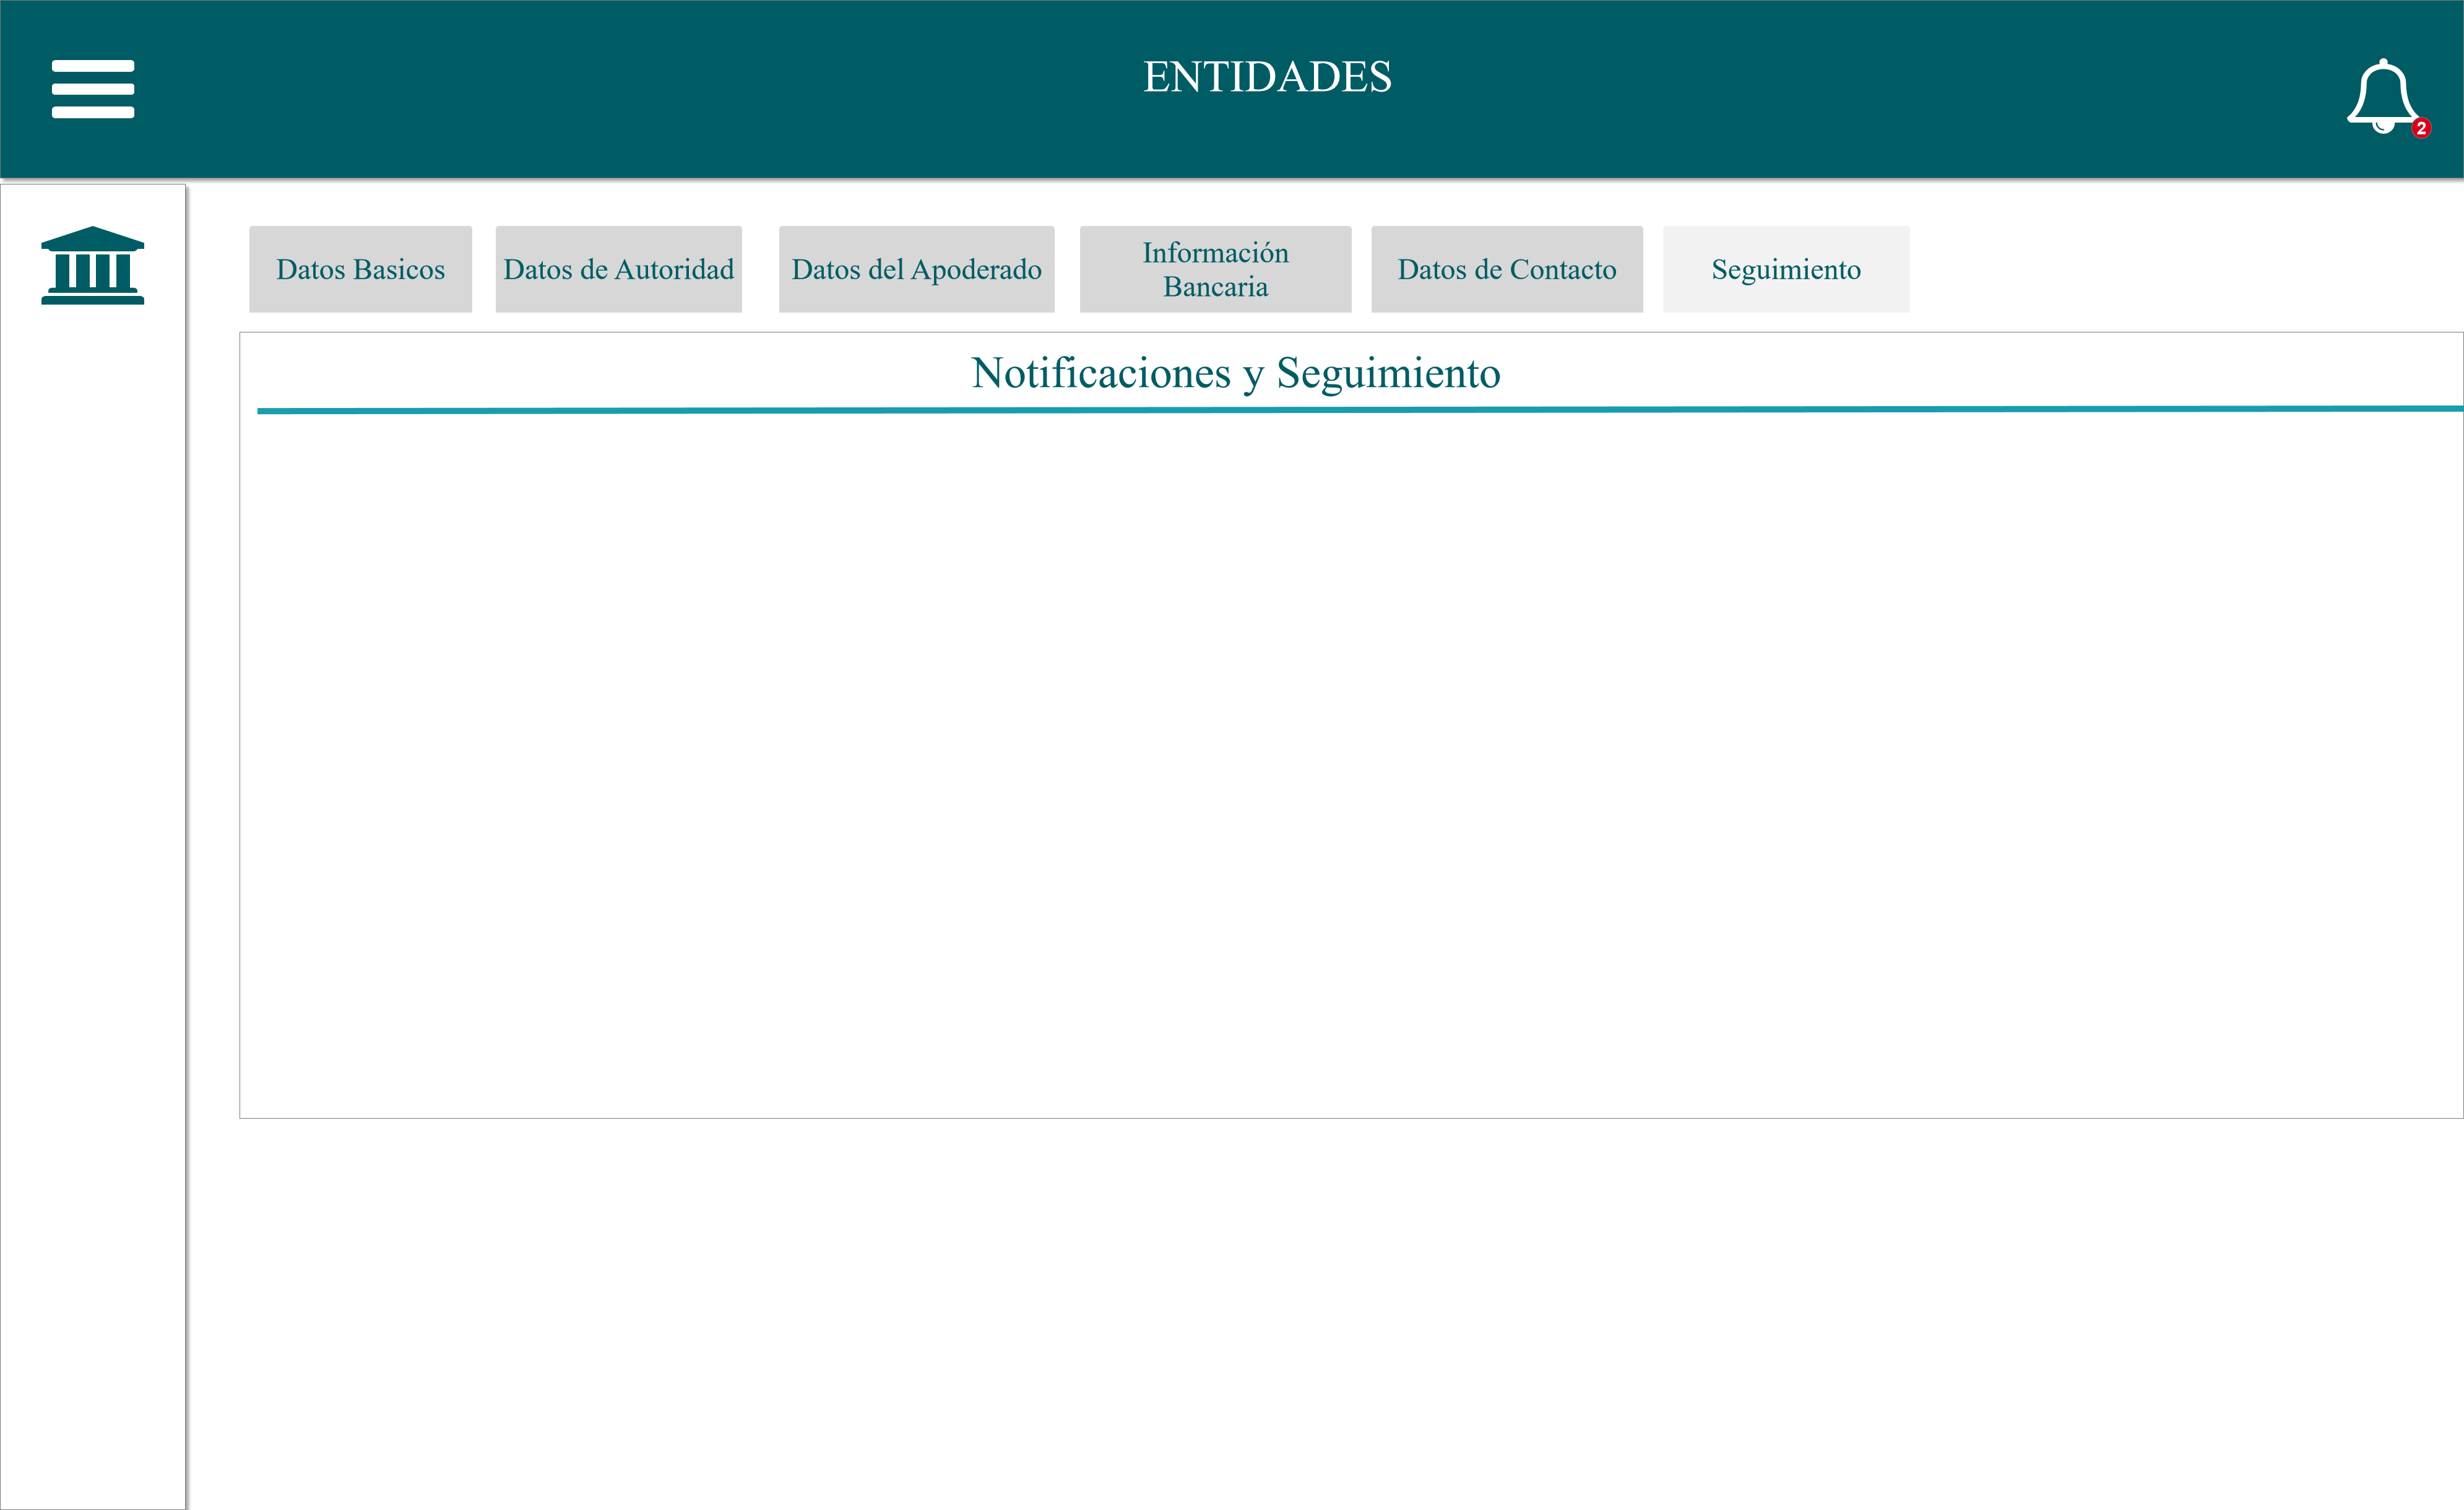 ENTIDADES
2
Datos Basicos
Datos de Autoridad
Datos del Apoderado
Información
Bancaria
Datos de Contacto
Seguimiento
Notificaciones y Seguimiento